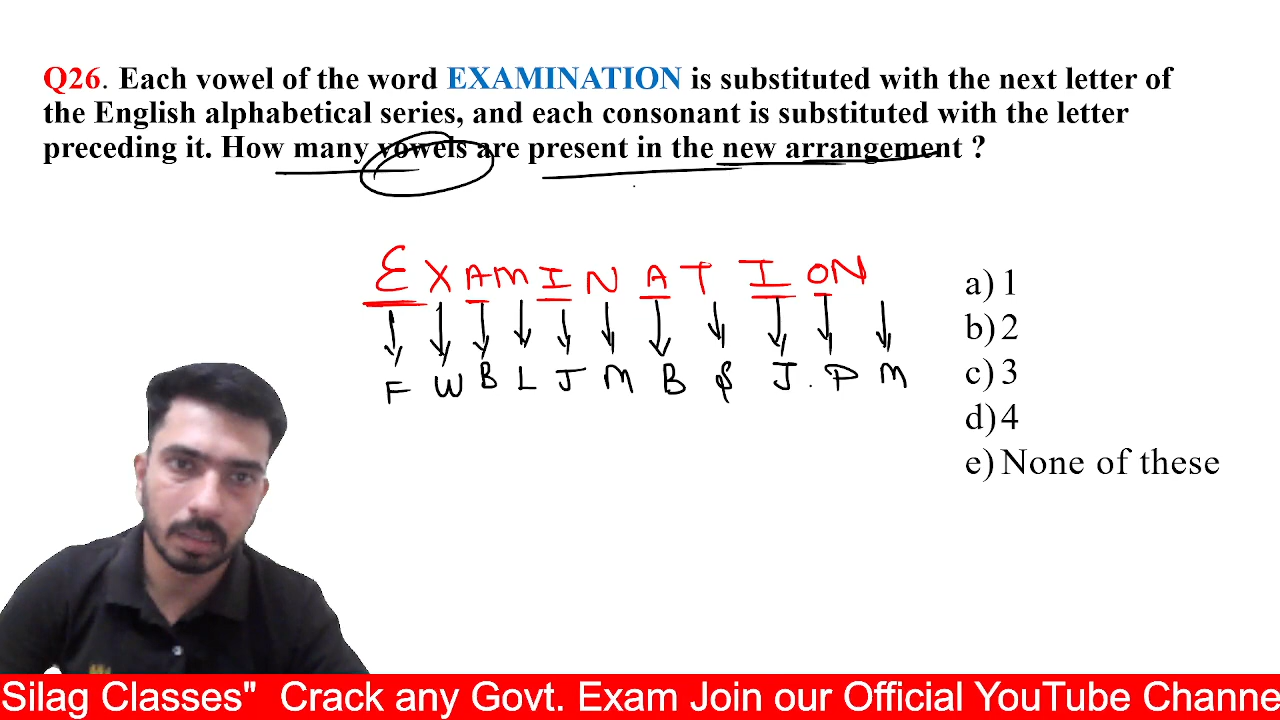 Q26. Each vowel of the word EXAMINATION is substituted with the next letter of
the English alphabetical series, and each consonant is substituted with the letter
preceding it. How many vowels are present in the new arrangement ?
E X A M I N A T I O N
F W B L J M B S J . P M
a) 1
b) 2
c) 3
d) 4
e) None of these
Silag Classes" Crack any Govt. Exam Join our Official YouTube Channe